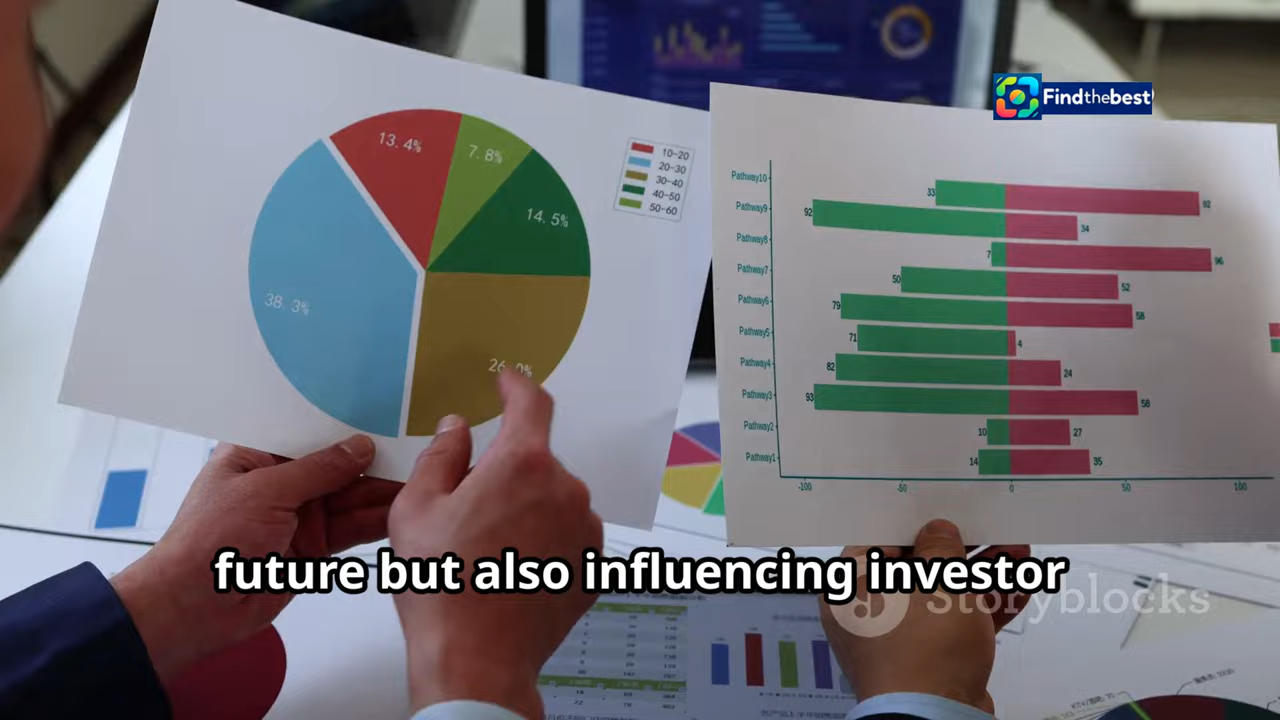 Findthebest
13.4%
7.8%
14.5%
38.3%
26.0%
10-20
20-30
30-40
40-50
50-60
Pathway10
33
92
Pathway9
92
34
Pathway8
7
96
Pathway7
50
52
Pathway6
79
58
Pathway5
71
4
Pathway4
82
24
Pathway3
93
58
Pathway2
10
27
Pathway1
14
35
-100
-50
0
50
100
future but also influencing investor
Storyblocks